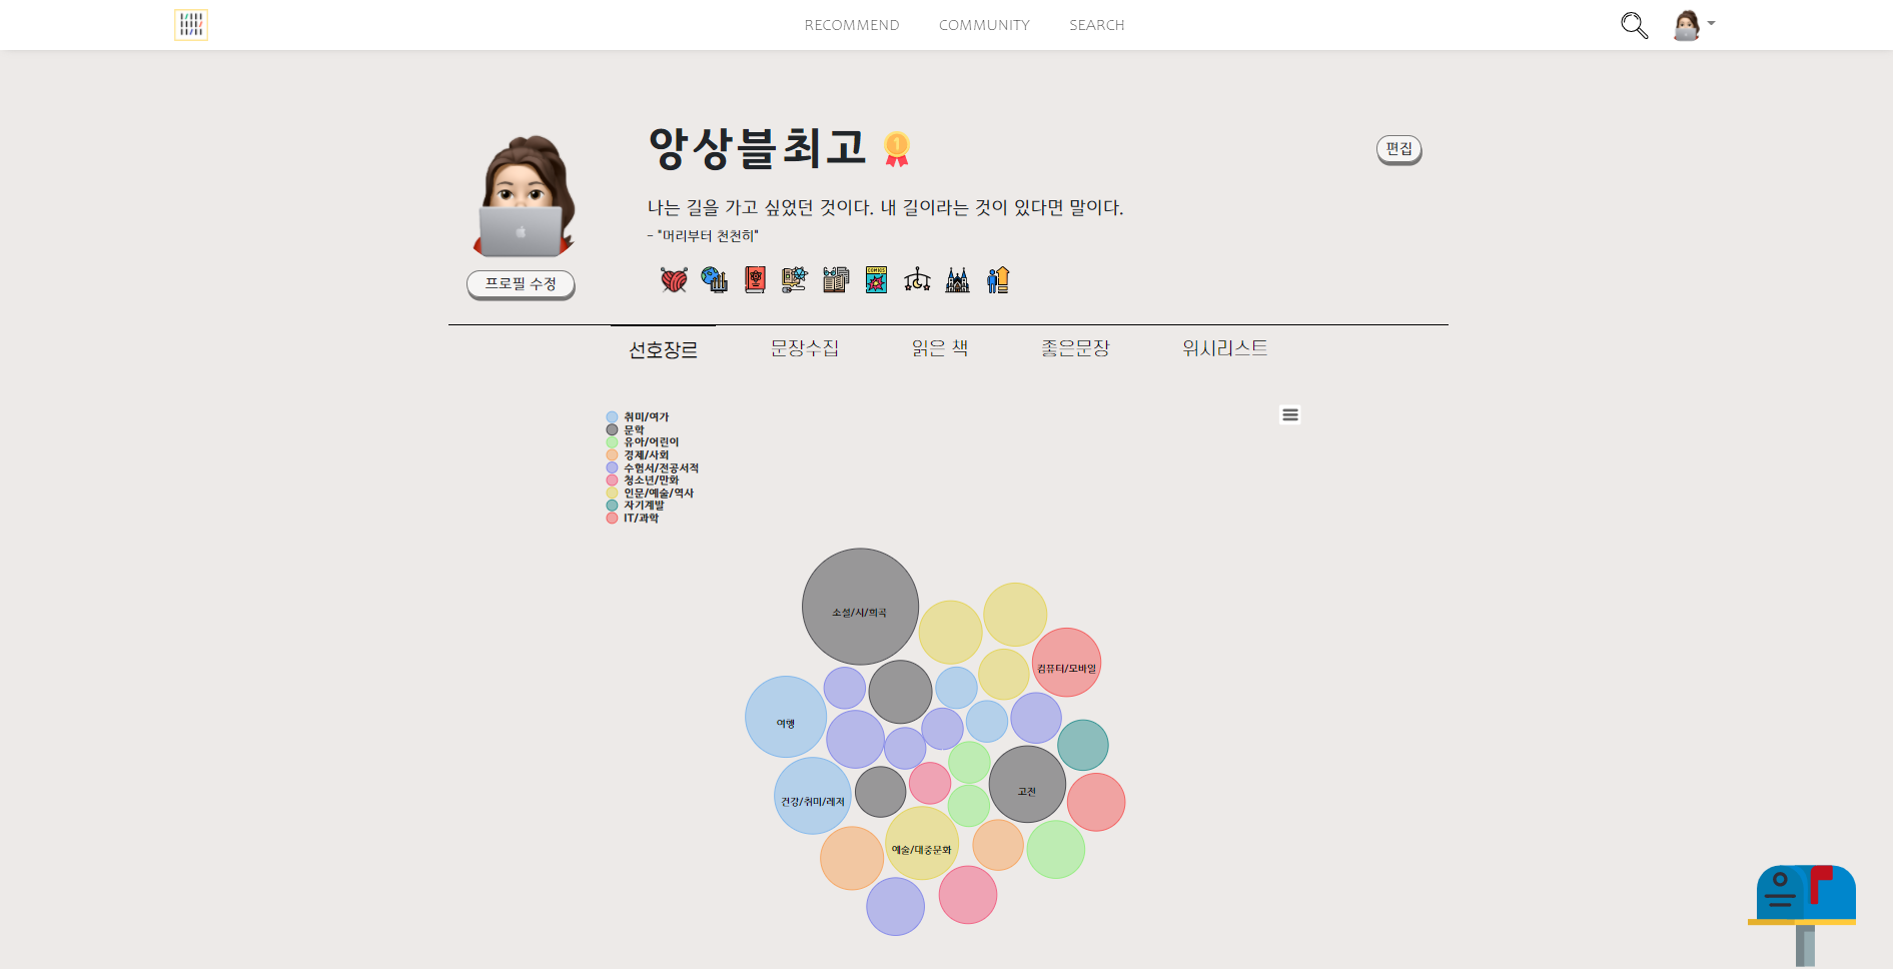 RECOMMEND COMMUNITY SEARCH
앙상블최고 1
편집
나는 길을 가고 싶었던 것이다. 내 길이라는 것이 있다면 말이다.
- "머리부터 천천히"
COMICS
프로필 수정
선호장르 문장수집 읽은 책 좋은문장 위시리스트
취미/여가
문학
유아/어린이
경제/사회
수험서/전공서적
청소년/만화
인문/예술/역사
자기계발
IT/과학
소설/시/희곡
컴퓨터/모바일
여행
고전
건강/취미/레저
예술/대중문화